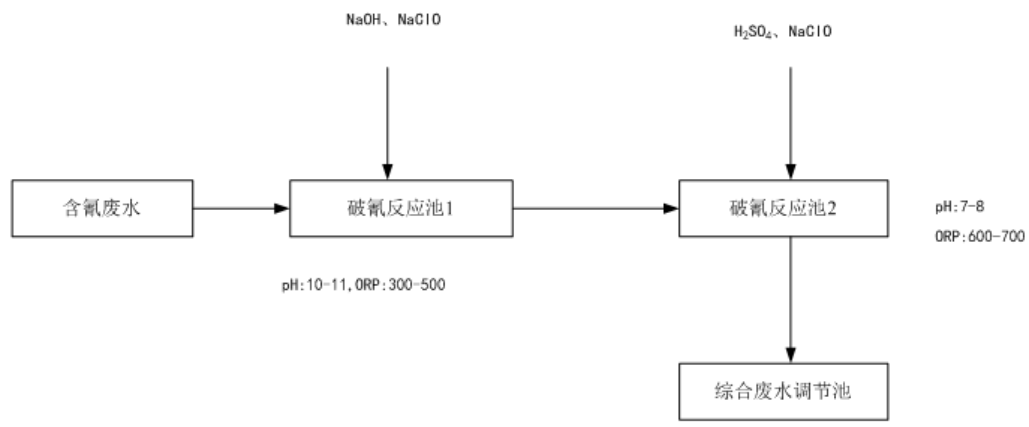 NaOH、NaClO
H₂SO₄、NaClO
含氰废水
破氰反应池1
破氰反应池2
pH:7-8
ORP:600-700
pH:10-11,ORP:300-500
综合废水调节池